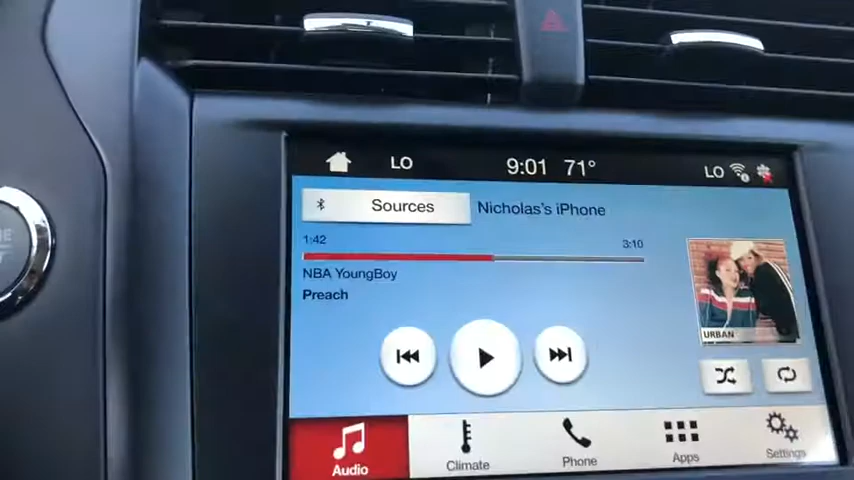 LO 9:01 71° LO
Sources Nicholas's iPhone
1:42 3:10
NBA YoungBoy
Preach
URBAN
Audio Climate Phone Apps Settings